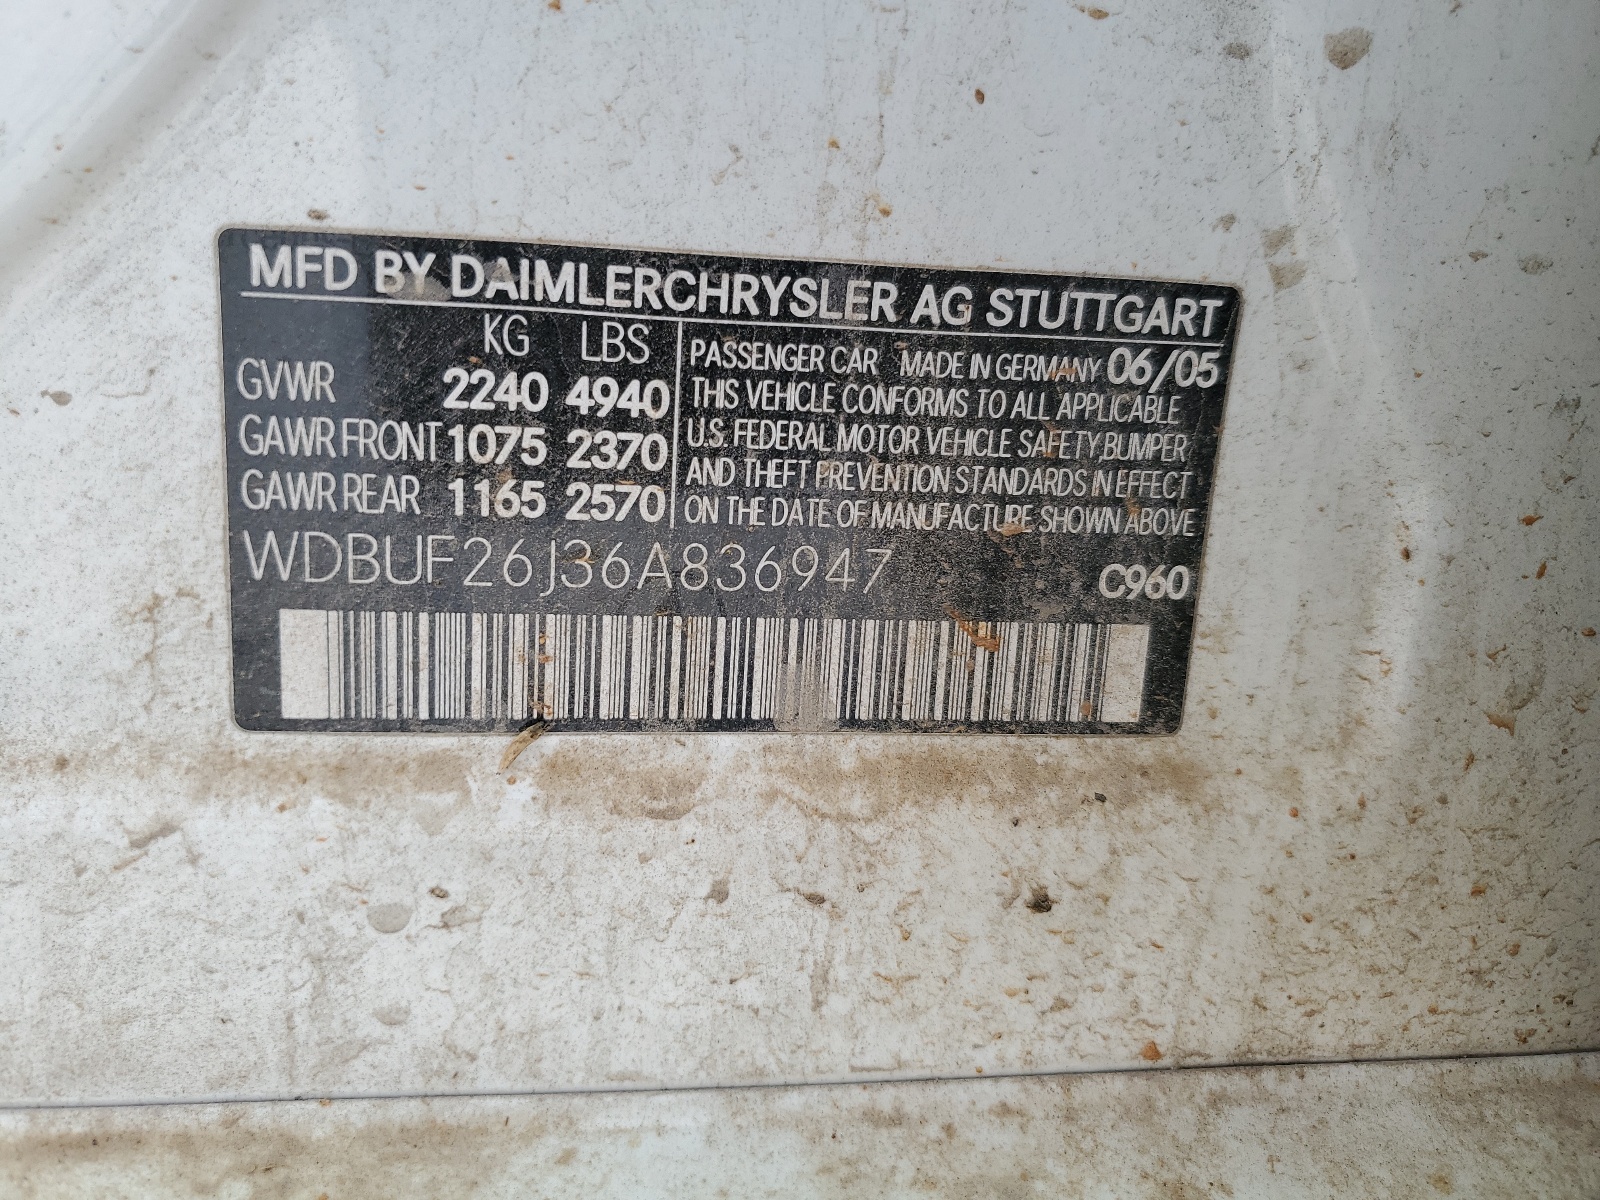 MFD BY DAIMLERCHRYSLER AG STUTTGART
KG LBS
GVWR 2240 4940
GAWR FRONT 1075 2370
GAWR REAR 1165 2570
PASSENGER CAR MADE IN GERMANY 06/05
THIS VEHICLE CONFORMS TO ALL APPLICABLE
U.S. FEDERAL MOTOR VEHICLE SAFETY, BUMPER,
AND THEFT PREVENTION STANDARDS IN EFFECT
ON THE DATE OF MANUFACTURE SHOWN ABOVE
WDBUF26J36A836947
C960